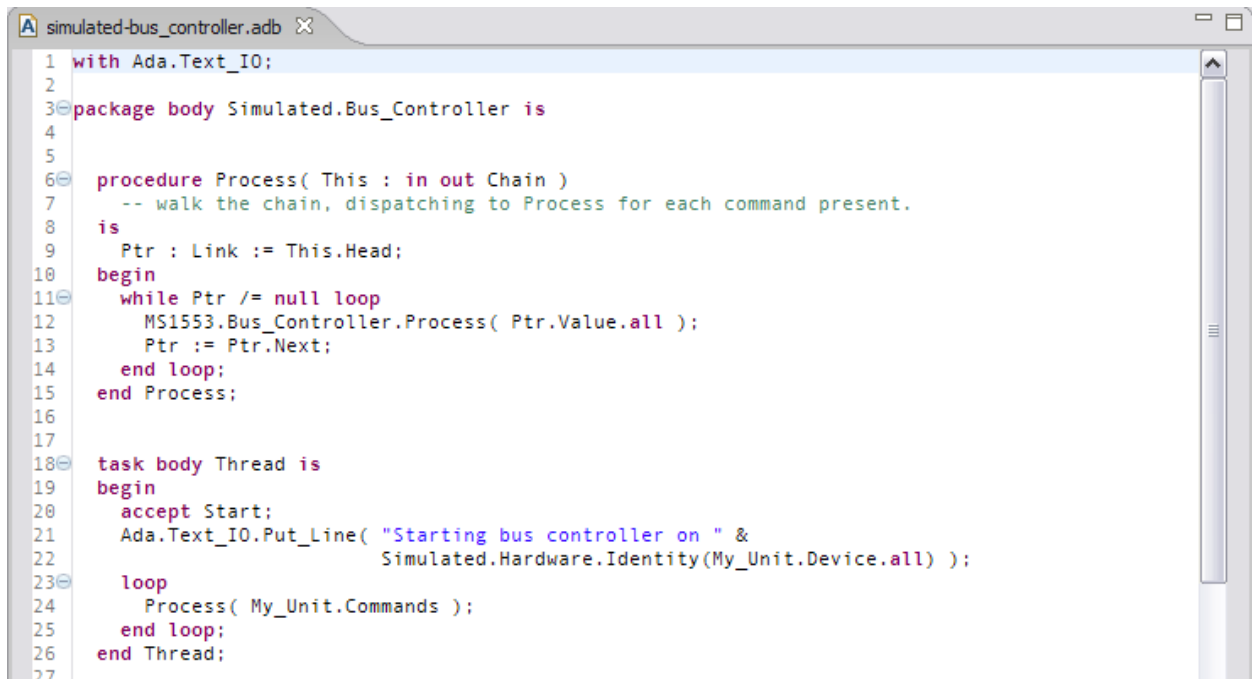 simulated-bus_controller.adb
1 with Ada.Text_IO;
2
3 package body Simulated.Bus_Controller is
4
5
6   procedure Process( This : in out Chain )
7     -- walk the chain, dispatching to Process for each command present.
8   is
9     Ptr : Link := This.Head;
10   begin
11     while Ptr /= null loop
12       MS1553.Bus_Controller.Process( Ptr.Value.all );
13       Ptr := Ptr.Next;
14     end loop;
15   end Process;
16
17
18   task body Thread is
19   begin
20     accept Start;
21     Ada.Text_IO.Put_Line( "Starting bus controller on " &
22                           Simulated.Hardware.Identity(My_Unit.Device.all) );
23     loop
24       Process( My_Unit.Commands );
25     end loop;
26   end Thread;
27